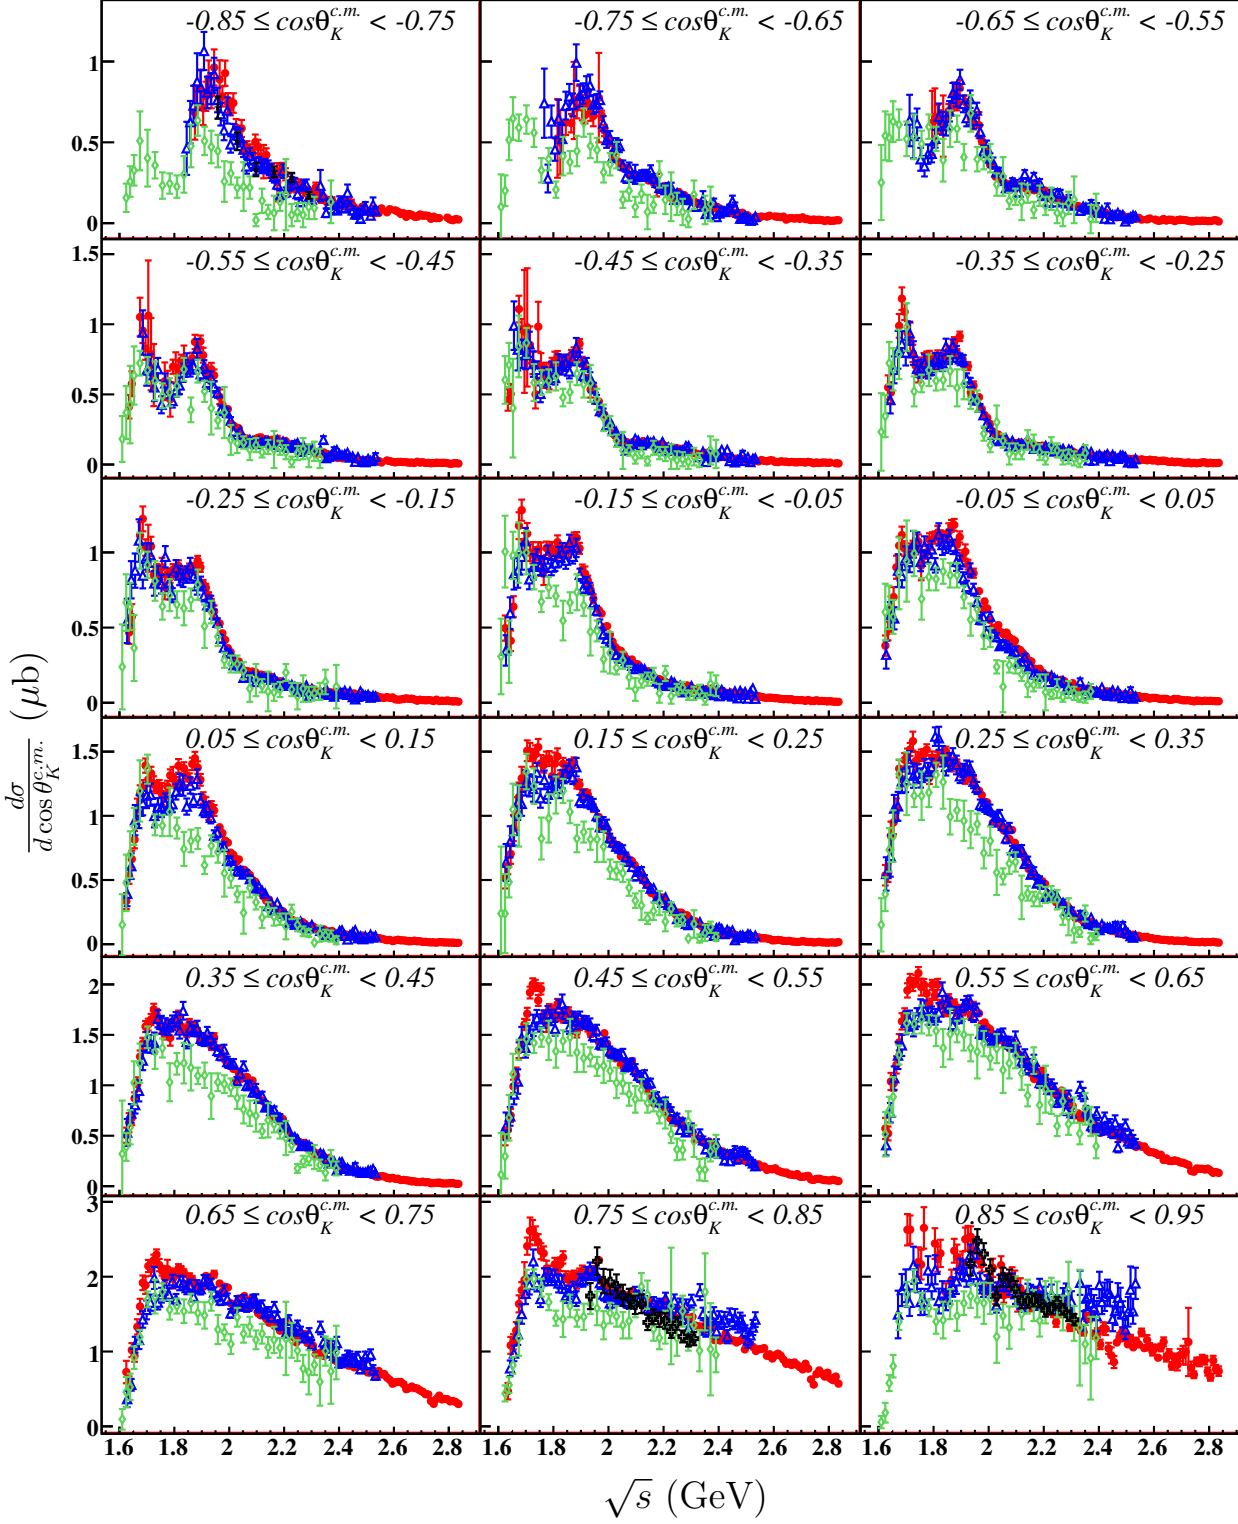 -0.85 ≤ cosθ_K^{c.m.} < -0.75 -0.75 ≤ cosθ_K^{c.m.} < -0.65 -0.65 ≤ cosθ_K^{c.m.} < -0.55
1
0.5
0
-0.55 ≤ cosθ_K^{c.m.} < -0.45 -0.45 ≤ cosθ_K^{c.m.} < -0.35 -0.35 ≤ cosθ_K^{c.m.} < -0.25
1.5
1
0.5
0
-0.25 ≤ cosθ_K^{c.m.} < -0.15 -0.15 ≤ cosθ_K^{c.m.} < -0.05 -0.05 ≤ cosθ_K^{c.m.} < 0.05
1
0.5
0
0.05 ≤ cosθ_K^{c.m.} < 0.15 0.15 ≤ cosθ_K^{c.m.} < 0.25 0.25 ≤ cosθ_K^{c.m.} < 0.35
1.5
1
0.5
0
0.35 ≤ cosθ_K^{c.m.} < 0.45 0.45 ≤ cosθ_K^{c.m.} < 0.55 0.55 ≤ cosθ_K^{c.m.} < 0.65
2
1.5
1
0.5
0
0.65 ≤ cosθ_K^{c.m.} < 0.75 0.75 ≤ cosθ_K^{c.m.} < 0.85 0.85 ≤ cosθ_K^{c.m.} < 0.95
3
2
1
0
1.6 1.8 2 2.2 2.4 2.6 2.8 1.6 1.8 2 2.2 2.4 2.6 2.8 1.6 1.8 2 2.2 2.4 2.6 2.8
dσ/d cos θ_K^{c.m.} (μb)
√s (GeV)